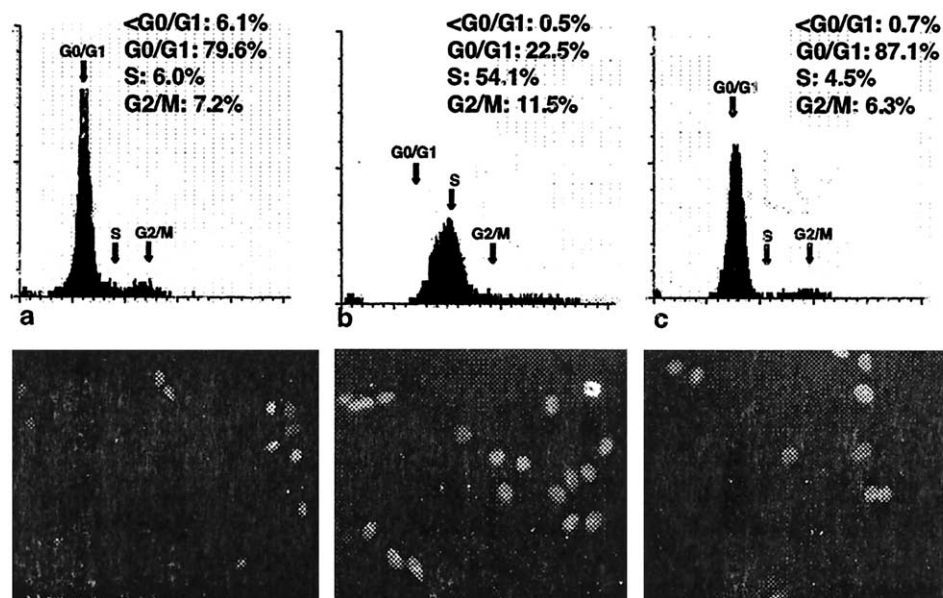 <G0/G1: 6.1%
G0/G1: 79.6%
S: 6.0%
G2/M: 7.2%
G0/G1
S
G2/M
a
<G0/G1: 0.5%
G0/G1: 22.5%
S: 54.1%
G2/M: 11.5%
G0/G1
S
G2/M
b
<G0/G1: 0.7%
G0/G1: 87.1%
S: 4.5%
G2/M: 6.3%
G0/G1
S
G2/M
c